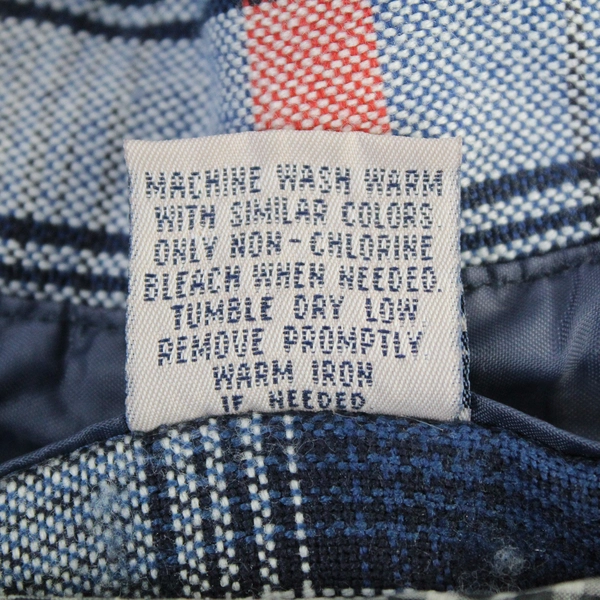 MACHINE WASH WARM
WITH SIMILAR COLORS.
ONLY NON-CHLORINE
BLEACH WHEN NEEDED.
TUMBLE DRY LOW
REMOVE PROMPTLY
WARM IRON
IF NEEDED